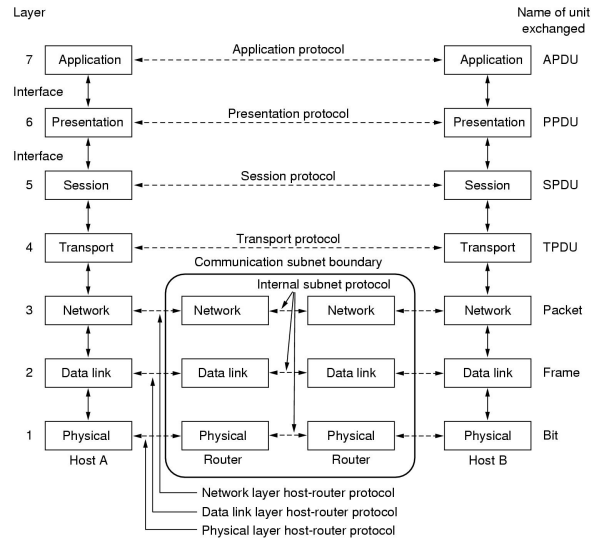 Layer
Name of unit
exchanged
Application protocol
7 Application Application APDU
Interface
Presentation protocol
6 Presentation Presentation PPDU
Interface
Session protocol
5 Session Session SPDU
Transport protocol
4 Transport Transport TPDU
Communication subnet boundary
Internal subnet protocol
3 Network Network Network Network Packet
2 Data link Data link Data link Data link Frame
1 Physical Physical Physical Physical Bit
Host A Router Router Host B
Network layer host-router protocol
Data link layer host-router protocol
Physical layer host-router protocol